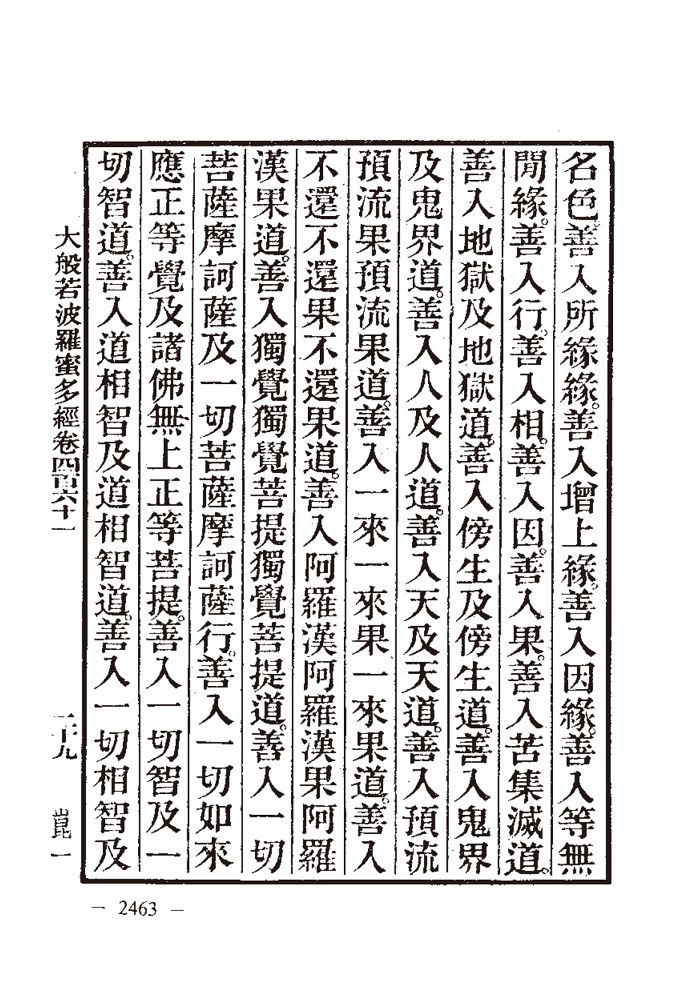 名色。善入所緣緣。善入增上緣。善入因緣。善入等無
閒緣。善入行。善入相。善入因。善入果。善入苦集滅道。
善入地獄及地獄道。善入傍生及傍生道。善入鬼界
及鬼界道。善入人及人道。善入天及天道。善入預流
預流果預流果道。善入一來一來果一來果道。善入
不還不還果不還果道。善入阿羅漢阿羅漢果阿羅
漢果道。善入獨覺獨覺菩提獨覺菩提道。善入一切
菩薩摩訶薩及一切菩薩摩訶薩行。善入一切如來
應正等覺及諸佛無上正等菩提。善入一切智及一
切智道。善入道相智及道相智道。善入一切相智及
大般若波羅蜜多經卷四百六十一 二十九 崑一
— 2463 —